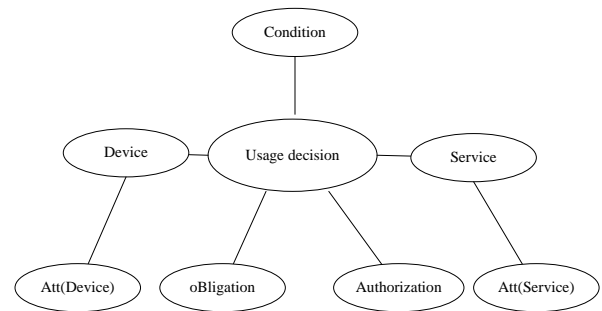 Condition
Device
Usage decision
Service
Att(Device)
oBligation
Authorization
Att(Service)